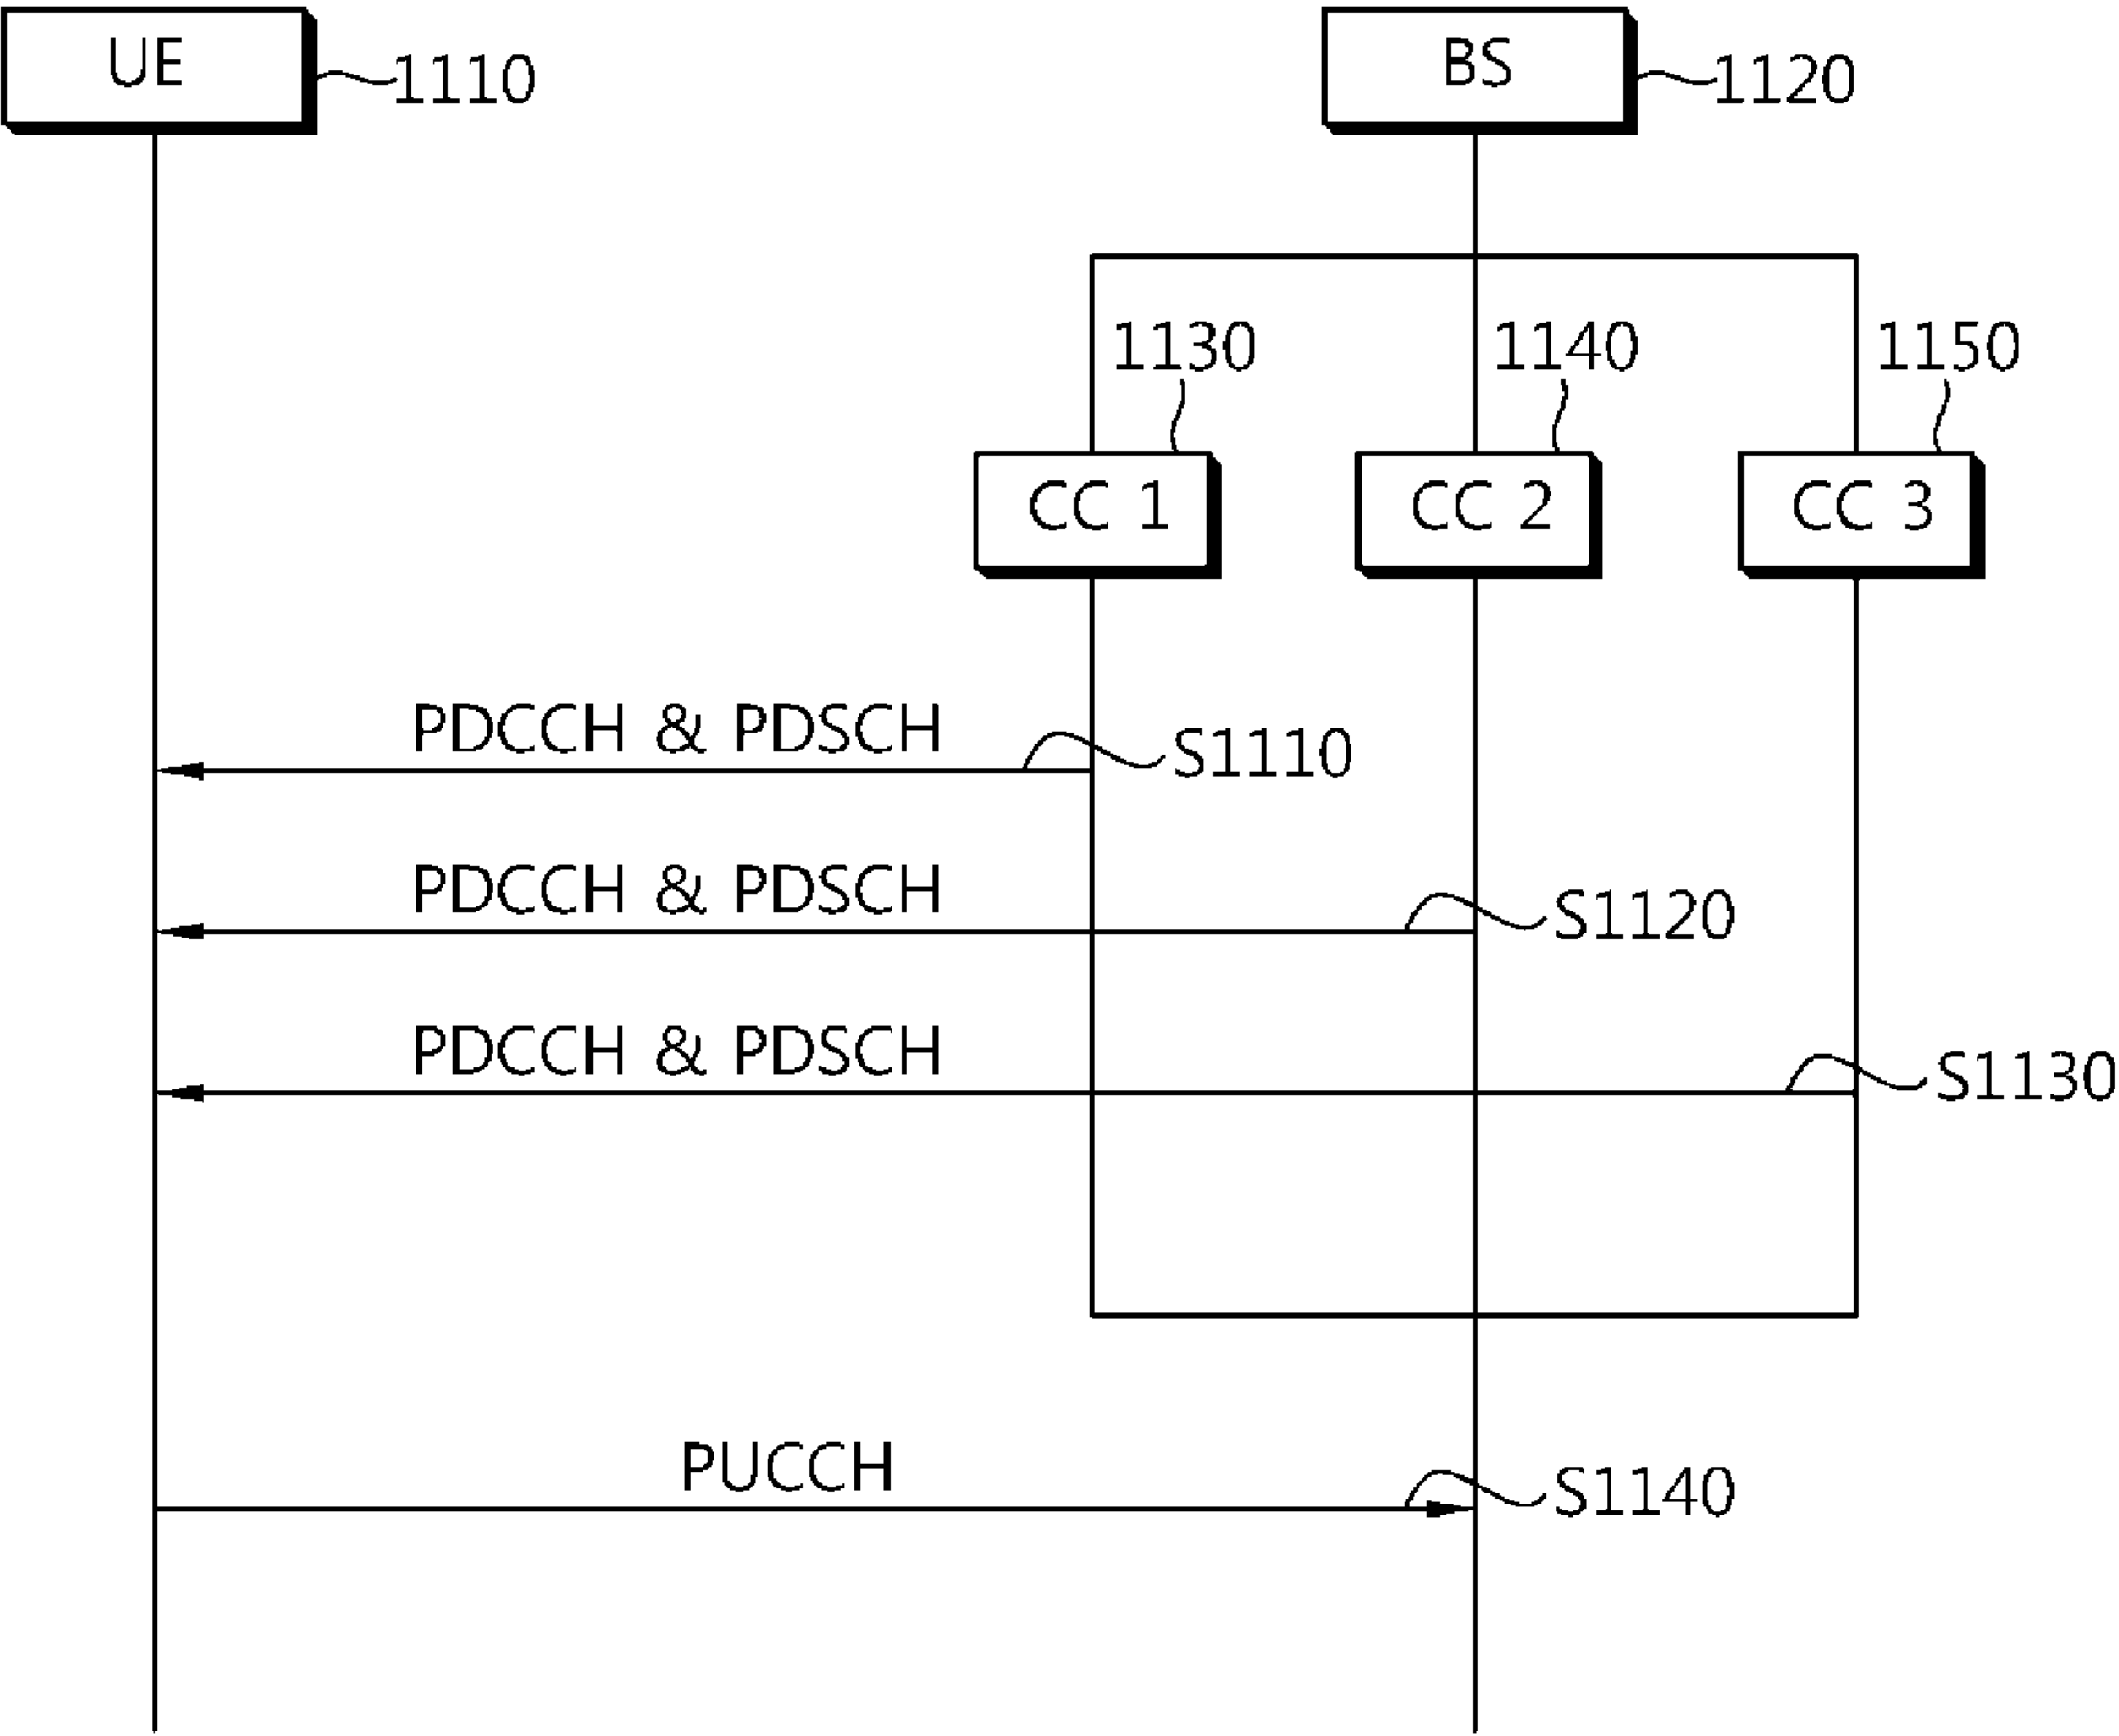 UE
1110
BS
1120
1130
1140
1150
CC 1
CC 2
CC 3
PDCCH & PDSCH
S1110
PDCCH & PDSCH
S1120
PDCCH & PDSCH
S1130
PUCCH
S1140